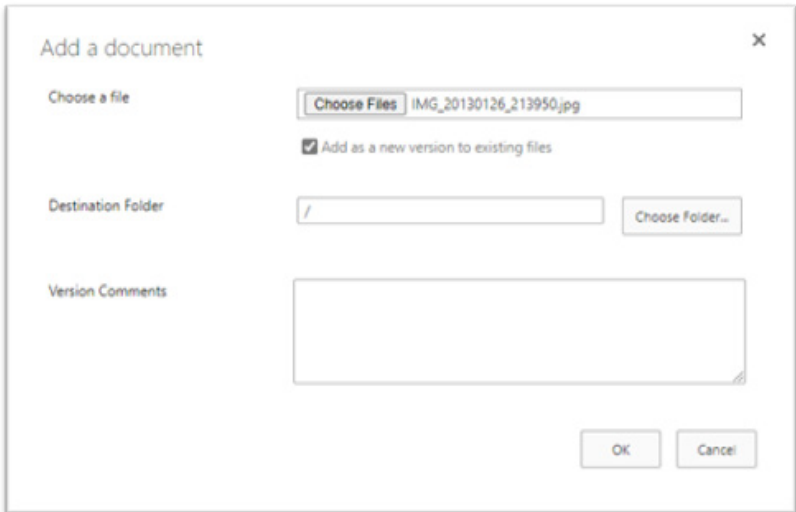 Add a document
Choose a file
Choose Files IMG_20130126_213950.jpg
Add as a new version to existing files
Destination Folder / Choose Folder...
Version Comments
OK Cancel